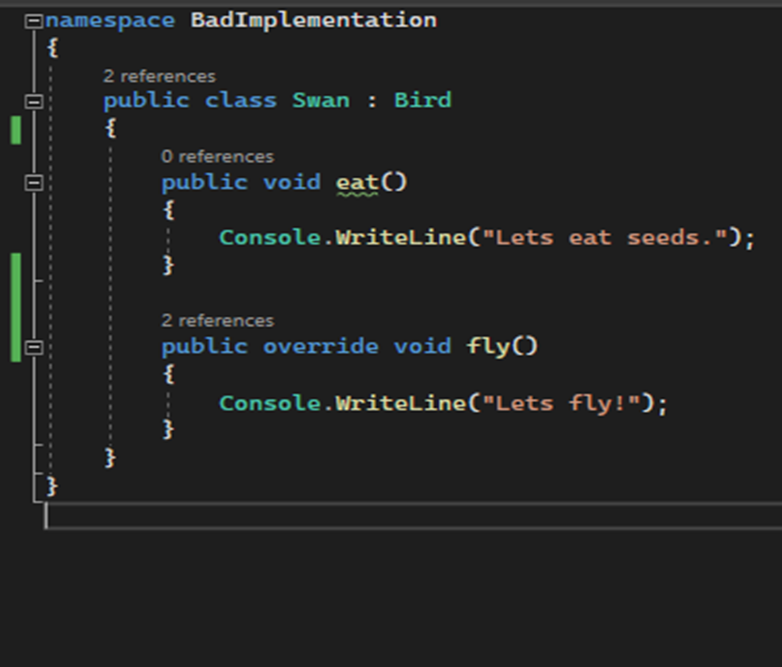 namespace BadImplementation
{
2 references
public class Swan : Bird
{
0 references
public void eat()
{
Console.WriteLine("Lets eat seeds.");
}
2 references
public override void fly()
{
Console.WriteLine("Lets fly!");
}
}
}